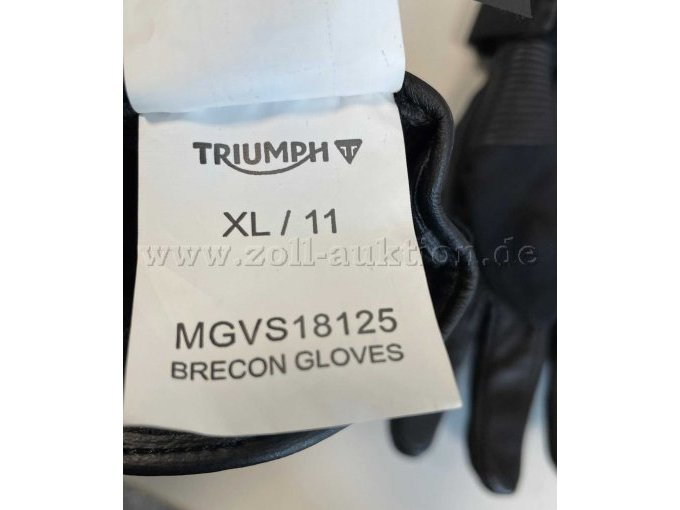 TRIUMPH
XL / 11
www.zoll-auktion.de
MGVS18125
BRECON GLOVES